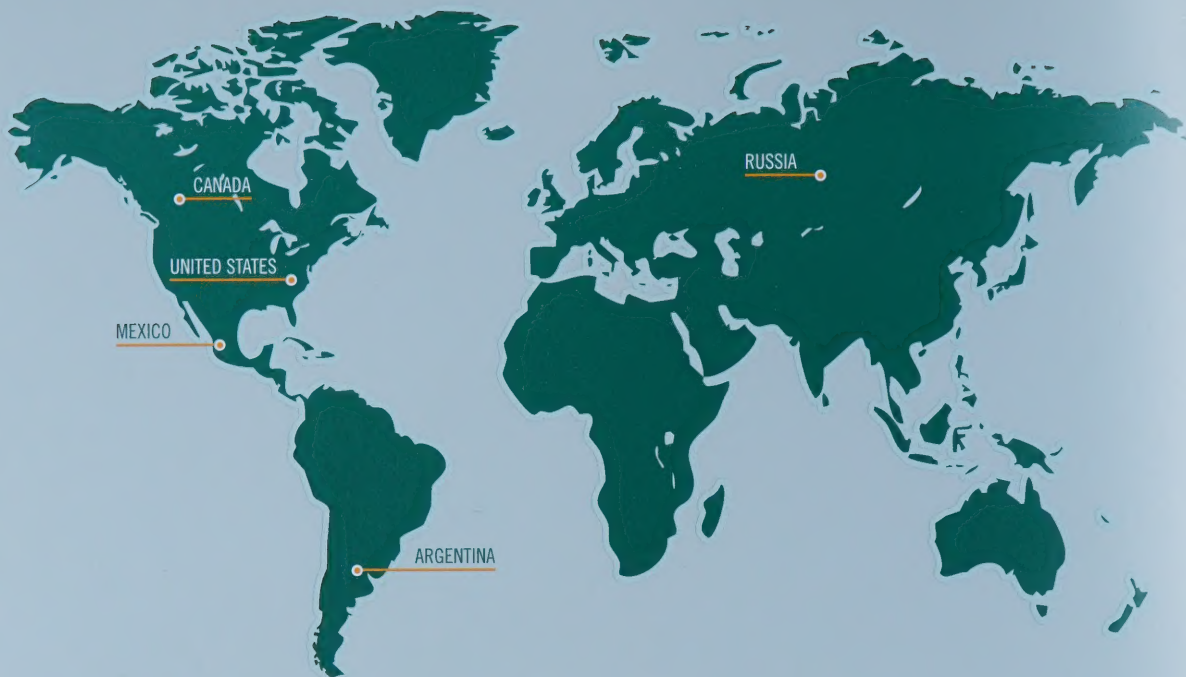 RUSSIA
CANADA
UNITED STATES
MEXICO
ARGENTINA